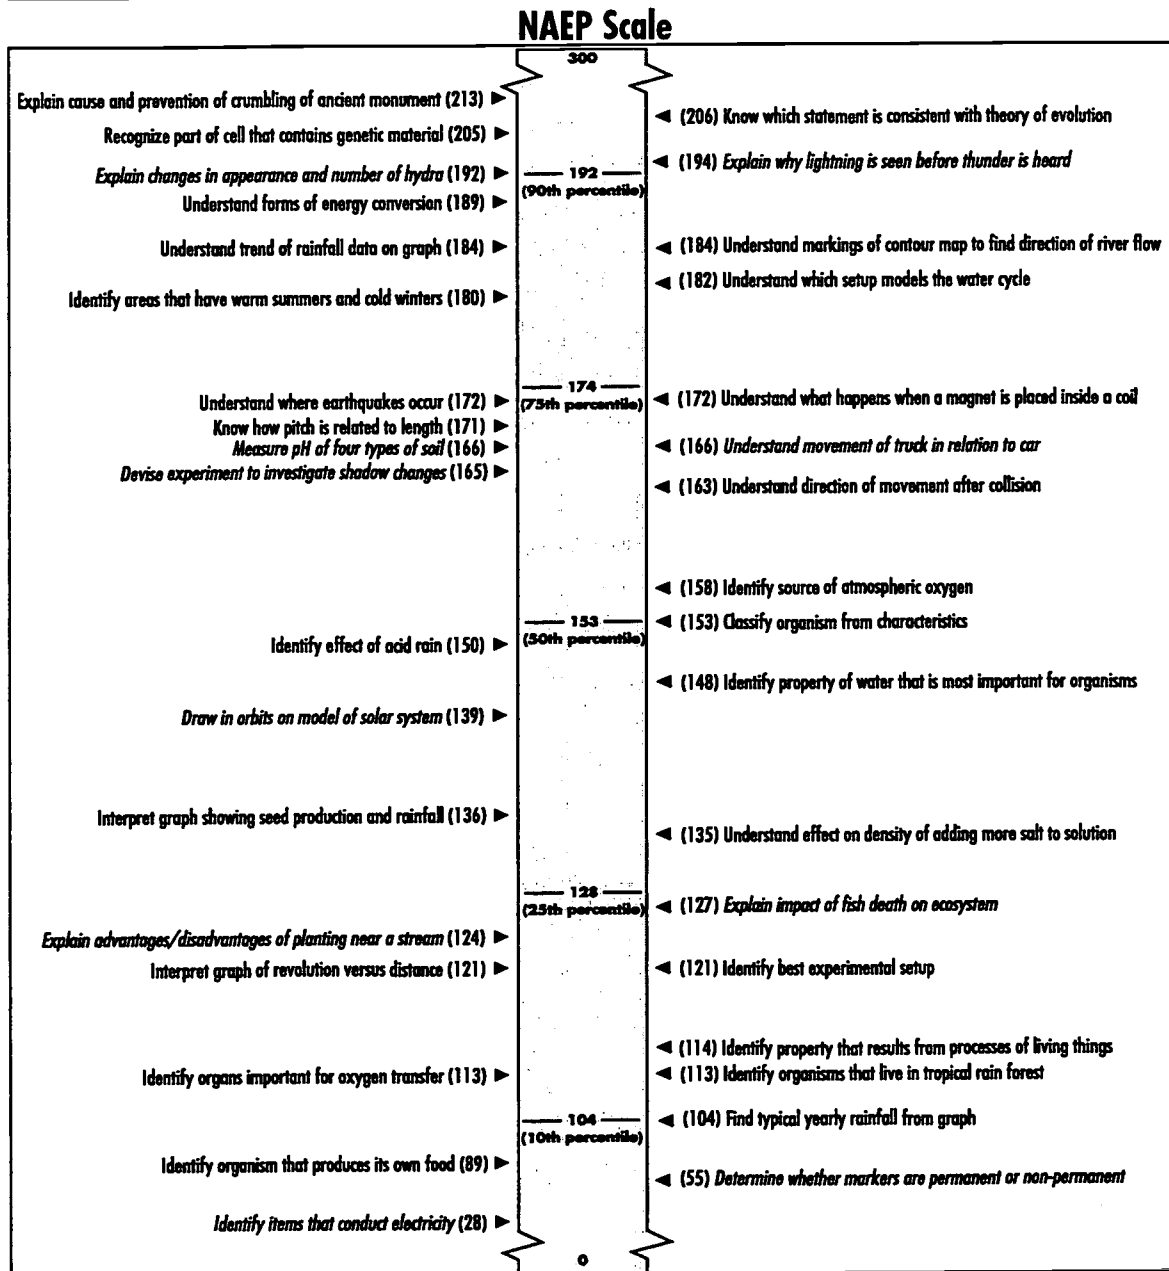 NAEP Scale
300
Explain cause and prevention of crumbling of ancient monument (213) ►
◄ (206) Know which statement is consistent with theory of evolution
Recognize part of cell that contains genetic material (205) ►
◄ (194) Explain why lightning is seen before thunder is heard
Explain changes in appearance and number of hydra (192) ►
192
(90th percentile)
Understand forms of energy conversion (189) ►
Understand trend of rainfall data on graph (184) ►
◄ (184) Understand markings of contour map to find direction of river flow
◄ (182) Understand which setup models the water cycle
Identify areas that have warm summers and cold winters (180) ►
174
(75th percentile)
Understand where earthquakes occur (172) ►
◄ (172) Understand what happens when a magnet is placed inside a coil
Know how pitch is related to length (171) ►
Measure pH of four types of soil (166) ►
◄ (166) Understand movement of truck in relation to car
Devise experiment to investigate shadow changes (165) ►
◄ (163) Understand direction of movement after collision
◄ (158) Identify source of atmospheric oxygen
153
(50th percentile)
◄ (153) Classify organism from characteristics
Identify effect of acid rain (150) ►
◄ (148) Identify property of water that is most important for organisms
Draw in orbits on model of solar system (139) ►
Interpret graph showing seed production and rainfall (136) ►
◄ (135) Understand effect on density of adding more salt to solution
128
(25th percentile)
◄ (127) Explain impact of fish death on ecosystem
Explain advantages/disadvantages of planting near a stream (124) ►
Interpret graph of revolution versus distance (121) ►
◄ (121) Identify best experimental setup
◄ (114) Identify property that results from processes of living things
Identify organs important for oxygen transfer (113) ►
◄ (113) Identify organisms that live in tropical rain forest
104
(10th percentile)
◄ (104) Find typical yearly rainfall from graph
Identify organism that produces its own food (89) ►
◄ (55) Determine whether markers are permanent or non-permanent
Identify items that conduct electricity (28) ►
0